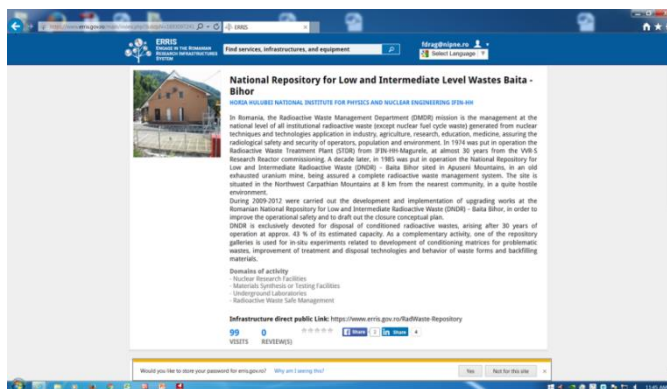 ERRIS
ERRIS
ENGAGE IN THE ROMANIAN
RESEARCH INFRASTRUCTURES
SYSTEM
Find services, infrastructures, and equipment
fdrag@nipne.ro
Select Language
National Repository for Low and Intermediate Level Wastes Baita -
Bihor
HORIA HULUBEI NATIONAL INSTITUTE FOR PHYSICS AND NUCLEAR ENGINEERING IFIN-HH
In Romania, the Radioactive Waste Management Department (DMDR) mission is the management at the
national level of all institutional radioactive waste (except nuclear fuel cycle waste) generated from nuclear
techniques and technologies application in industry, agriculture, research, education, medicine, assuring the
radiological safety and security of operators, population and environment. In 1974 was put in operation the
Radioactive Waste Treatment Plant (STDR) from IFIN-HH-Magurele, at almost 30 years from the VVR-S
Research Reactor commissioning. A decade later, in 1985 was put in operation the National Repository for
Low and Intermediate Radioactive Waste (DNDR) - Baita Bihor sited in Apuseni Mountains, in an old
exhausted uranium mine, being assured a complete radioactive waste management system. The site is
situated in the Northwest Carpathian Mountains at 8 km from the nearest community, in a quite hostile
environment.
During 2009-2012 were carried out the development and implementation of upgrading works at the
Romanian National Repository for Low and Intermediate Radioactive Waste (DNDR) - Baita Bihor, in order to
improve the operational safety and to draft out the closure conceptual plan.
DNDR is exclusively devoted for disposal of conditioned radioactive wastes, arising after 30 years of
operation at approx. 43 % of its estimated capacity. As a complementary activity, one of the repository
galleries is used for in-situ experiments related to development of conditioning matrices for problematic
wastes, improvement of treatment and disposal technologies and behavior of waste forms and backfilling
materials.
Domains of activity
- Nuclear Research Facilities
- Materials Synthesis or Testing Facilities
- Underground Laboratories
- Radioactive Waste Safe Management
Infrastructure direct public Link: https://www.erris.gov.ro/RadWaste-Repository
99 0 Share in Share 4
VISITS REVIEW(S)
Would you like to store your password for erris.gov.ro? Why am I seeing this? Yes Not for this site
11:45 AM